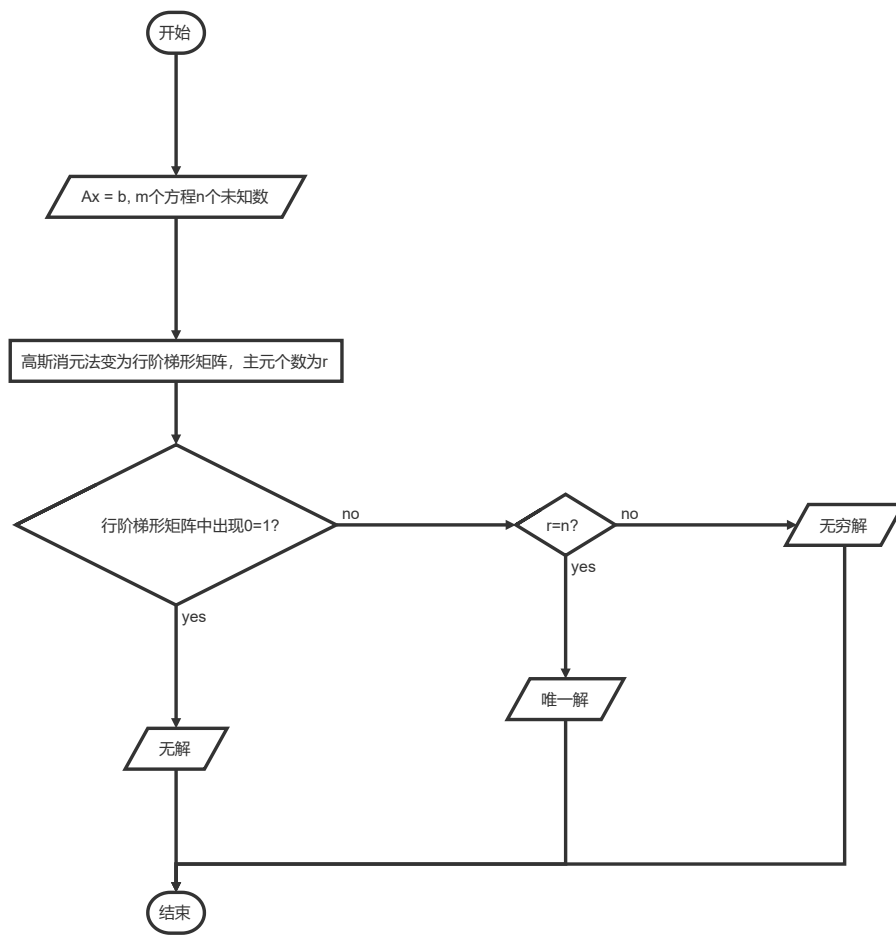 开始
Ax = b, m个方程n个未知数
高斯消元法变为行阶梯形矩阵，主元个数为r
行阶梯形矩阵中出现0=1?
no
r=n?
no
无穷解
yes
yes
唯一解
无解
结束